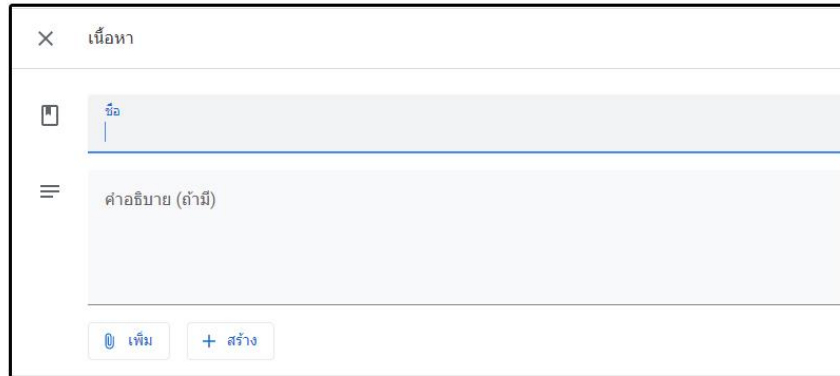 เนื้อหา
ชื่อ
คำอธิบาย (ถ้ามี)
เพิ่ม
+ สร้าง